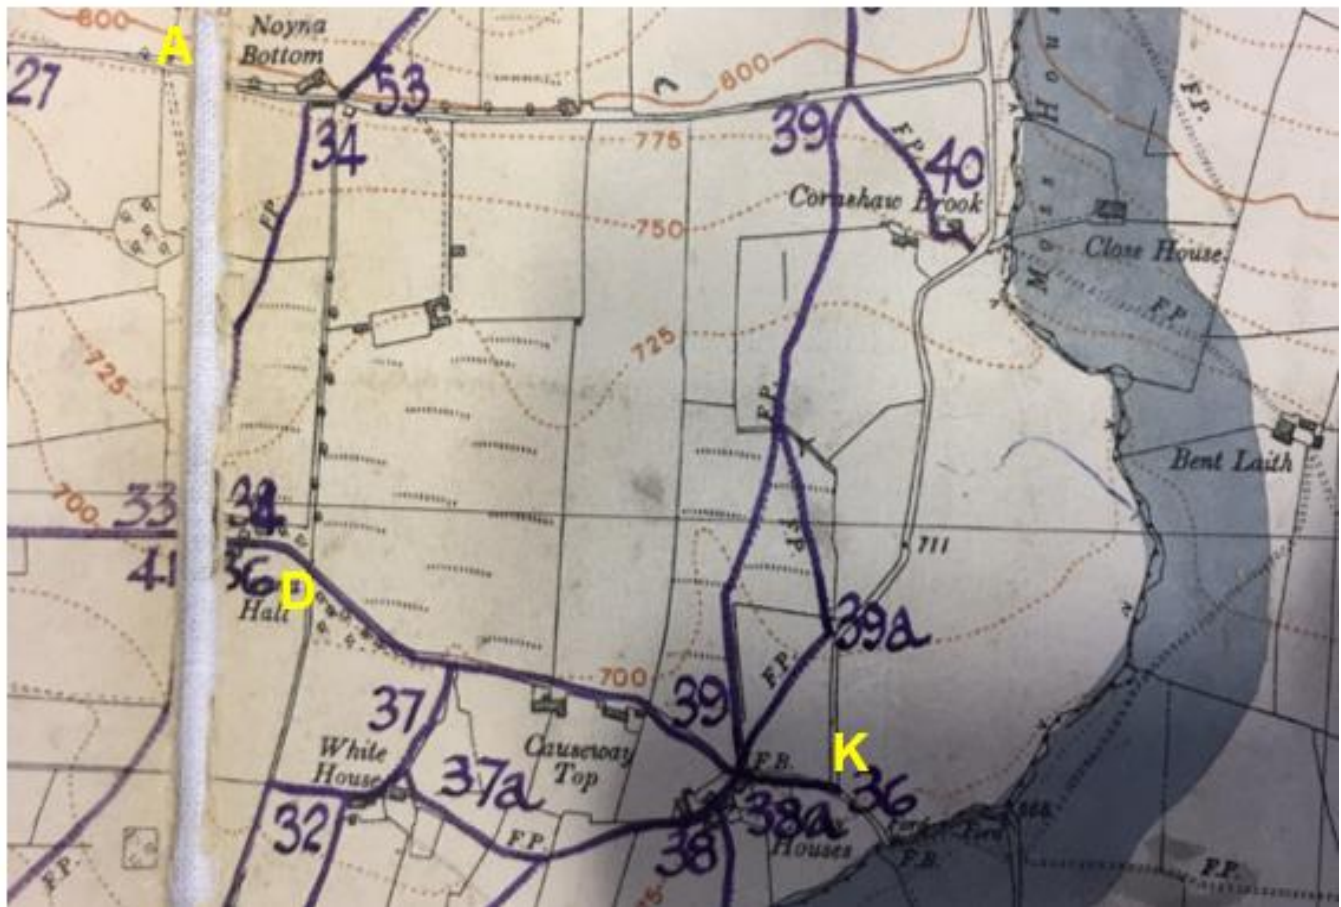 800
A
Noyna
Bottom
53
27
34
775
F.P.
800
39
F.P.
40
Cornshaw Brook
F.P.
Close House
750
725
725
F.P.
F.P.
F.P.
Bent Laith
700
33
34
711
41
36
D
Hall
39a
F.P.
700
37
39
White
House
Causeway
Top
F.B.
K
37a
36
32
38a
F.P.
38
Houses
F.B.
F.P.
F.P.